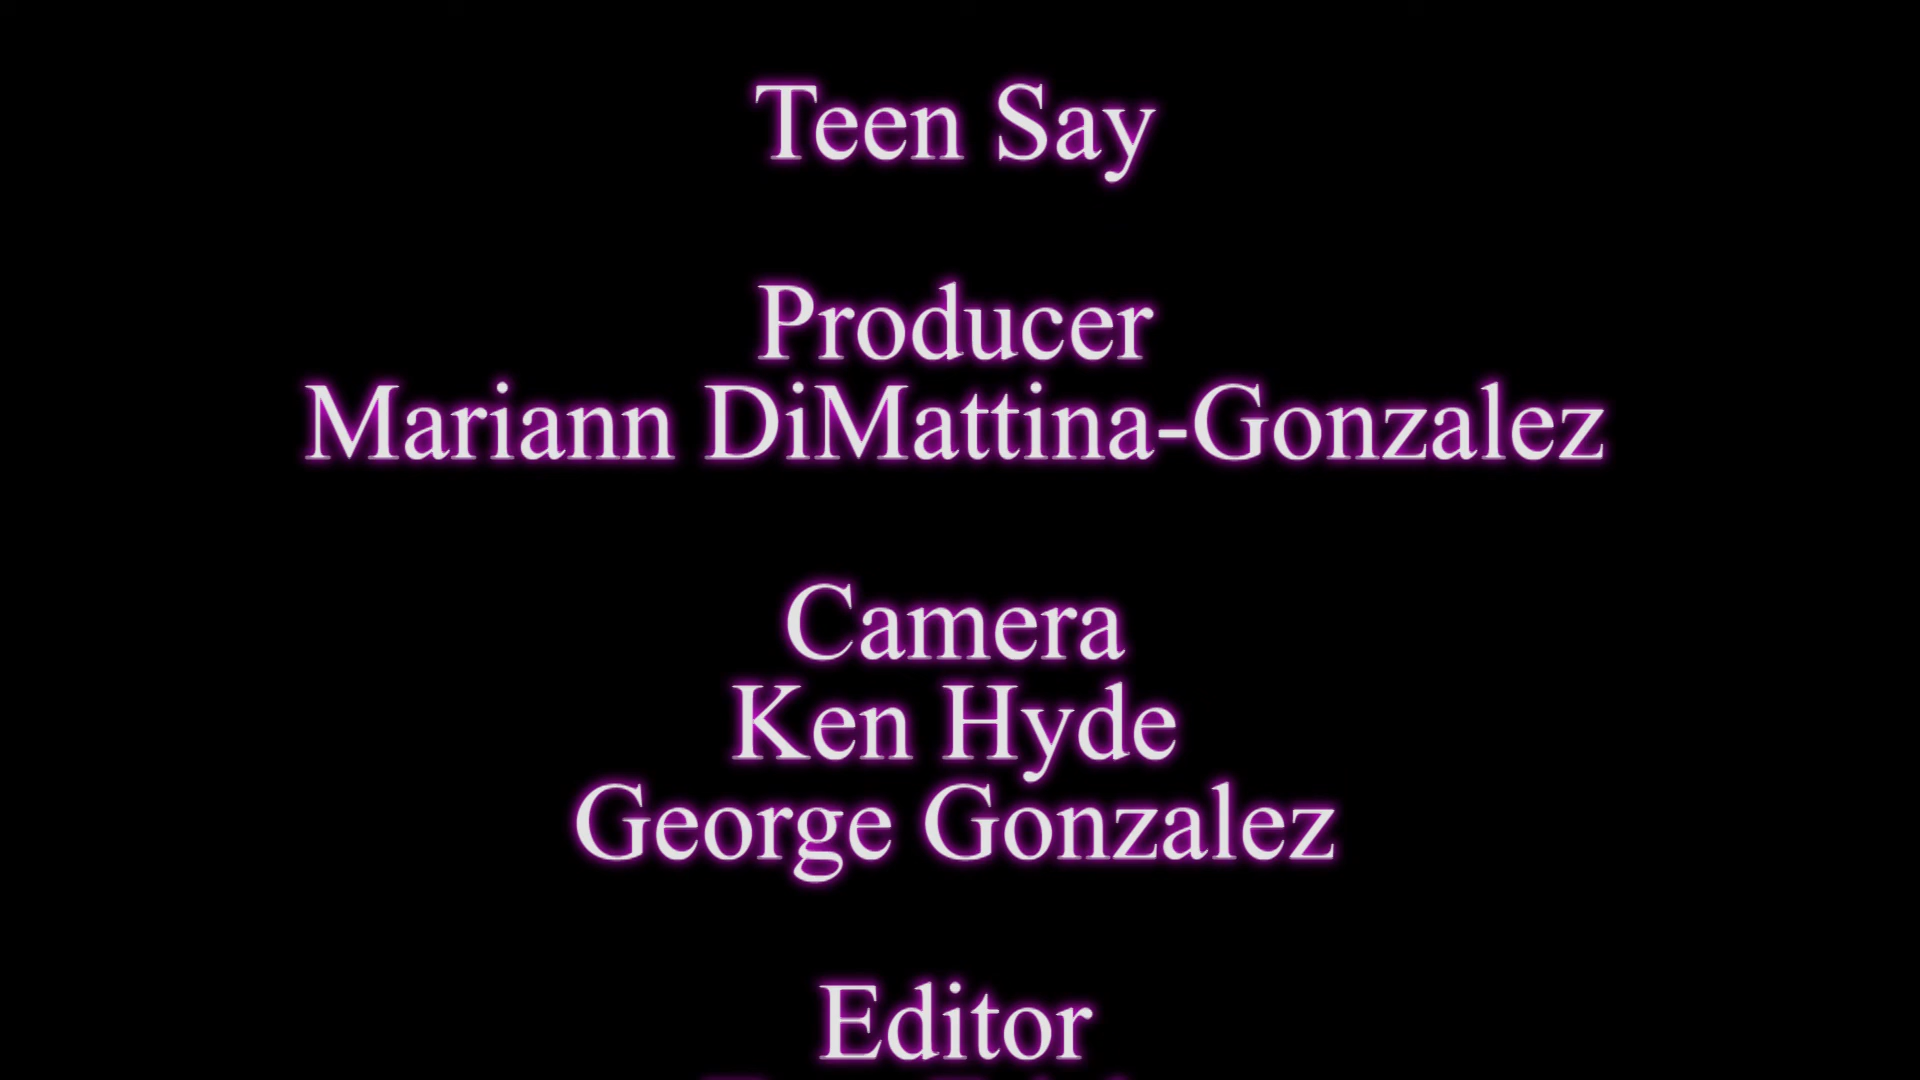 Teen Say
Producer
Mariann DiMattina-Gonzalez
Camera
Ken Hyde
George Gonzalez
Editor